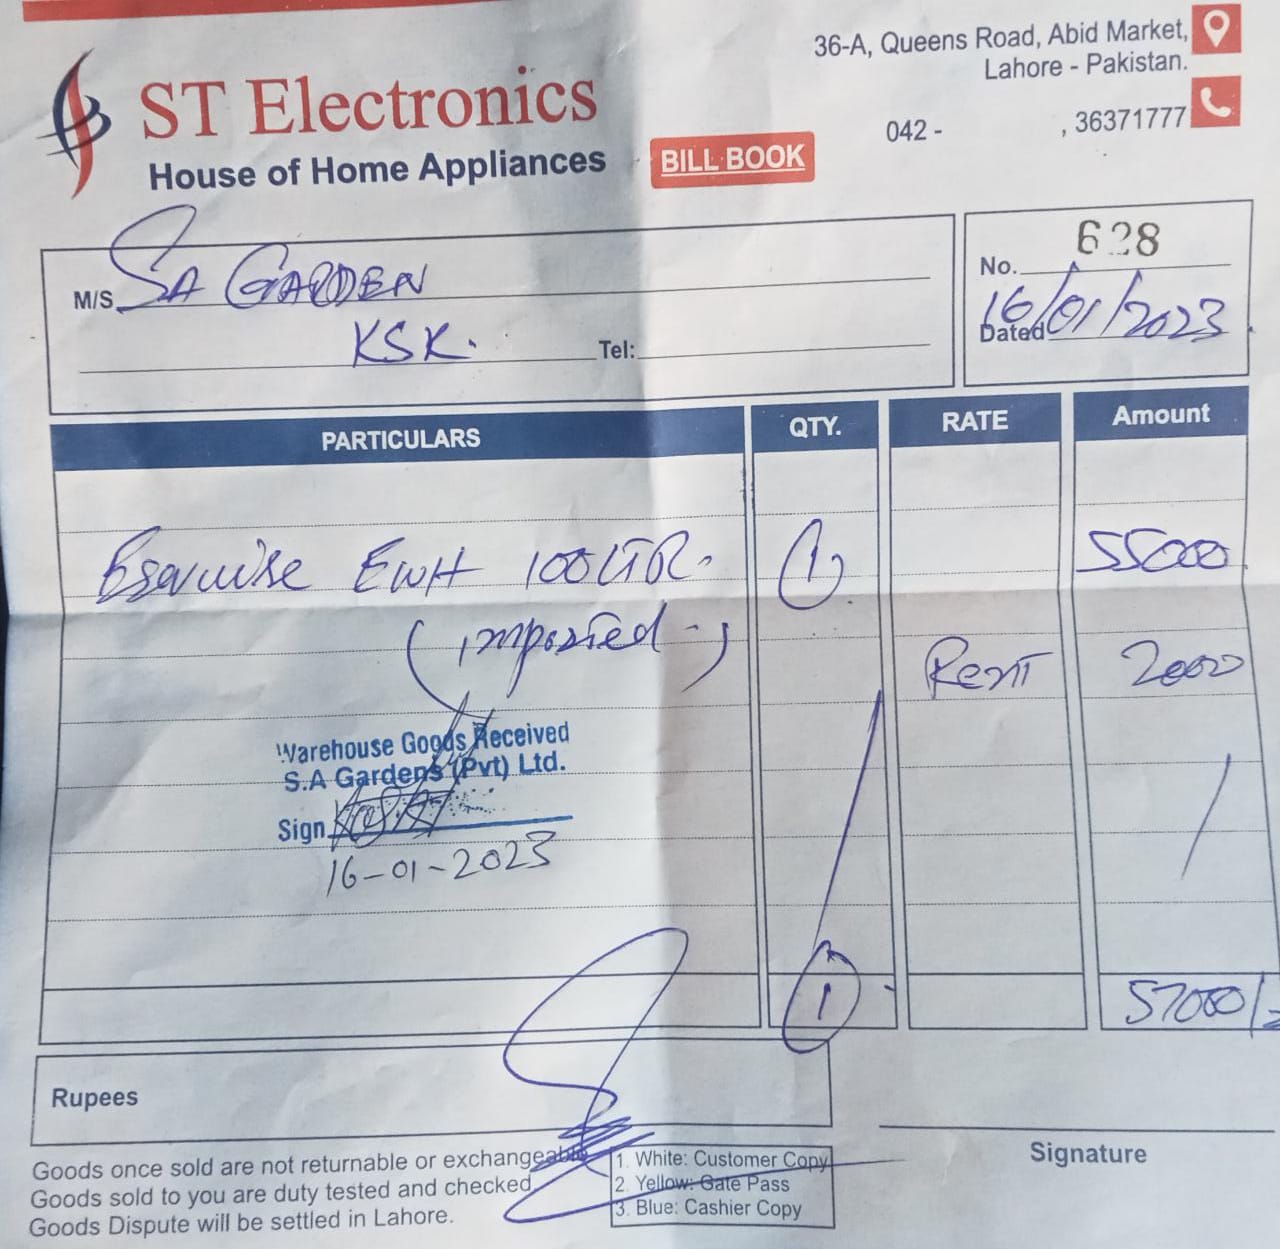 36-A, Queens Road, Abid Market,
Lahore - Pakistan.
ST Electronics
042 - , 36371777
House of Home Appliances
BILL BOOK
No. 628
M/S. SA GARDEN
KSK.
Tel:
Dated 16/01/2023
PARTICULARS QTY. RATE Amount
EWH 100 LTR. 1 55000
(imported.)
Rent 2000
Warehouse Goods Received
S.A Gardens (Pvt) Ltd.
Sign
16-01-2023
1 57000/=
Rupees
Signature
Goods once sold are not returnable or exchangeable
Goods sold to you are duty tested and checked
Goods Dispute will be settled in Lahore.
1. White: Customer Copy
2. Yellow: Gate Pass
3. Blue: Cashier Copy